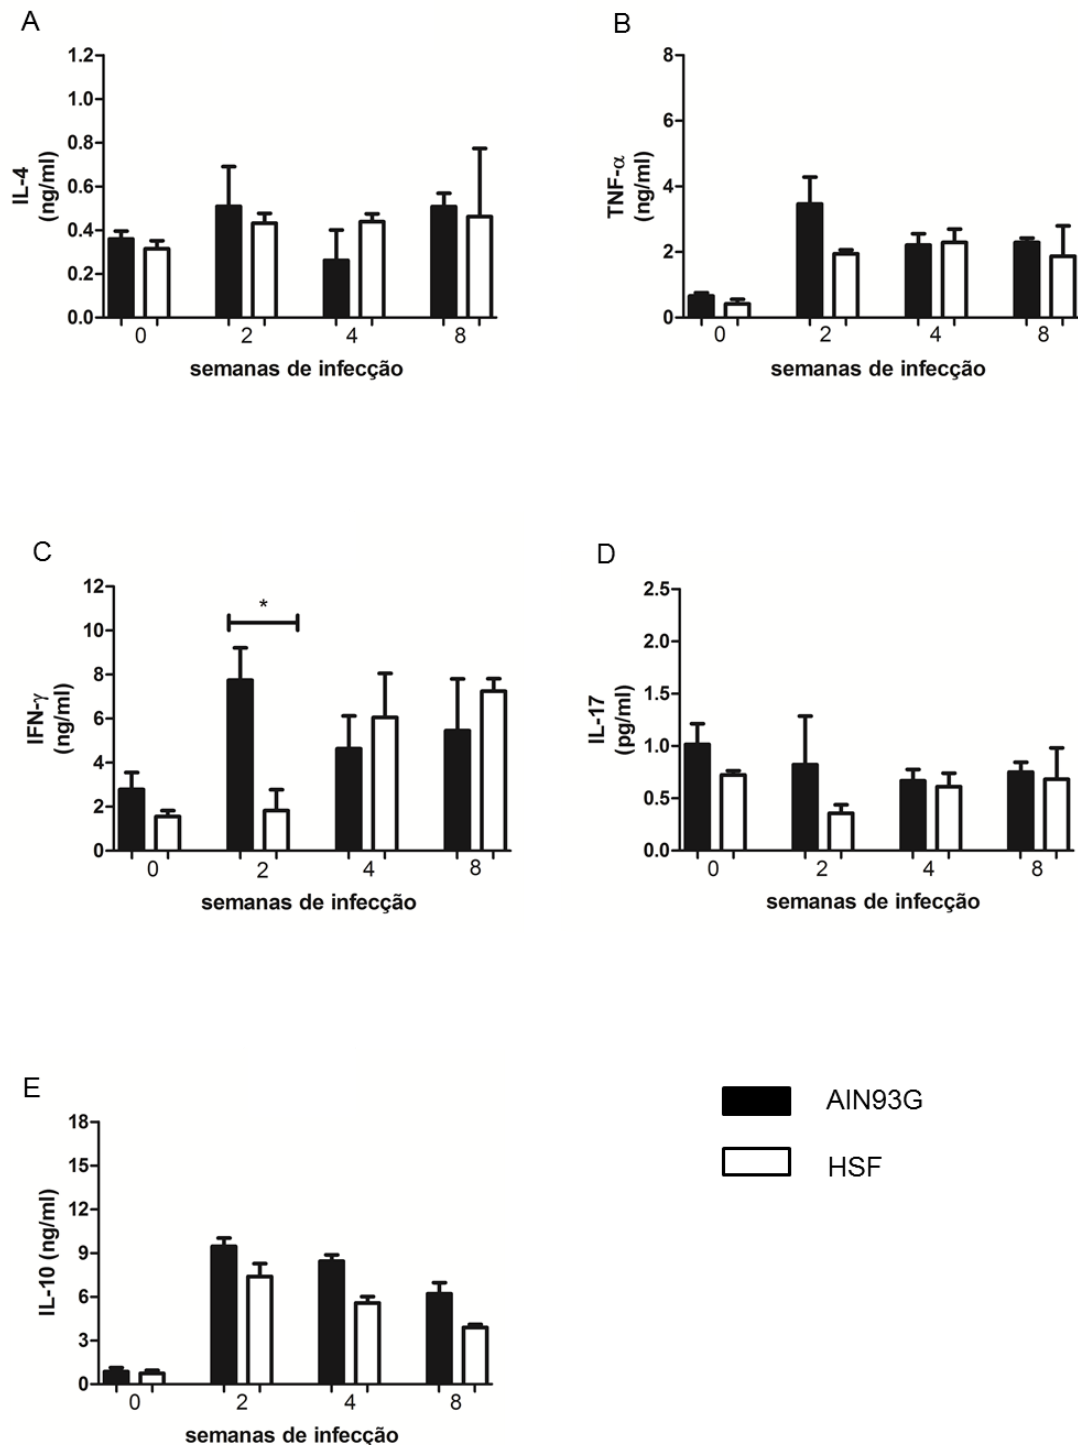 A
1.2
1.0
0.8
0.6
0.4
0.2
0.0
IL-4
(ng/ml)
0 2 4 8
semanas de infecção
B
8
6
4
2
0
TNF-α
(ng/ml)
0 2 4 8
semanas de infecção
C
12
10
8
6
4
2
0
IFN-γ
(ng/ml)
*
0 2 4 8
semanas de infecção
D
2.5
2.0
1.5
1.0
0.5
0.0
IL-17
(pg/ml)
0 2 4 8
semanas de infecção
E
18
15
12
9
6
3
0
IL-10 (ng/ml)
0 2 4 8
semanas de infecção
AIN93G
HSF